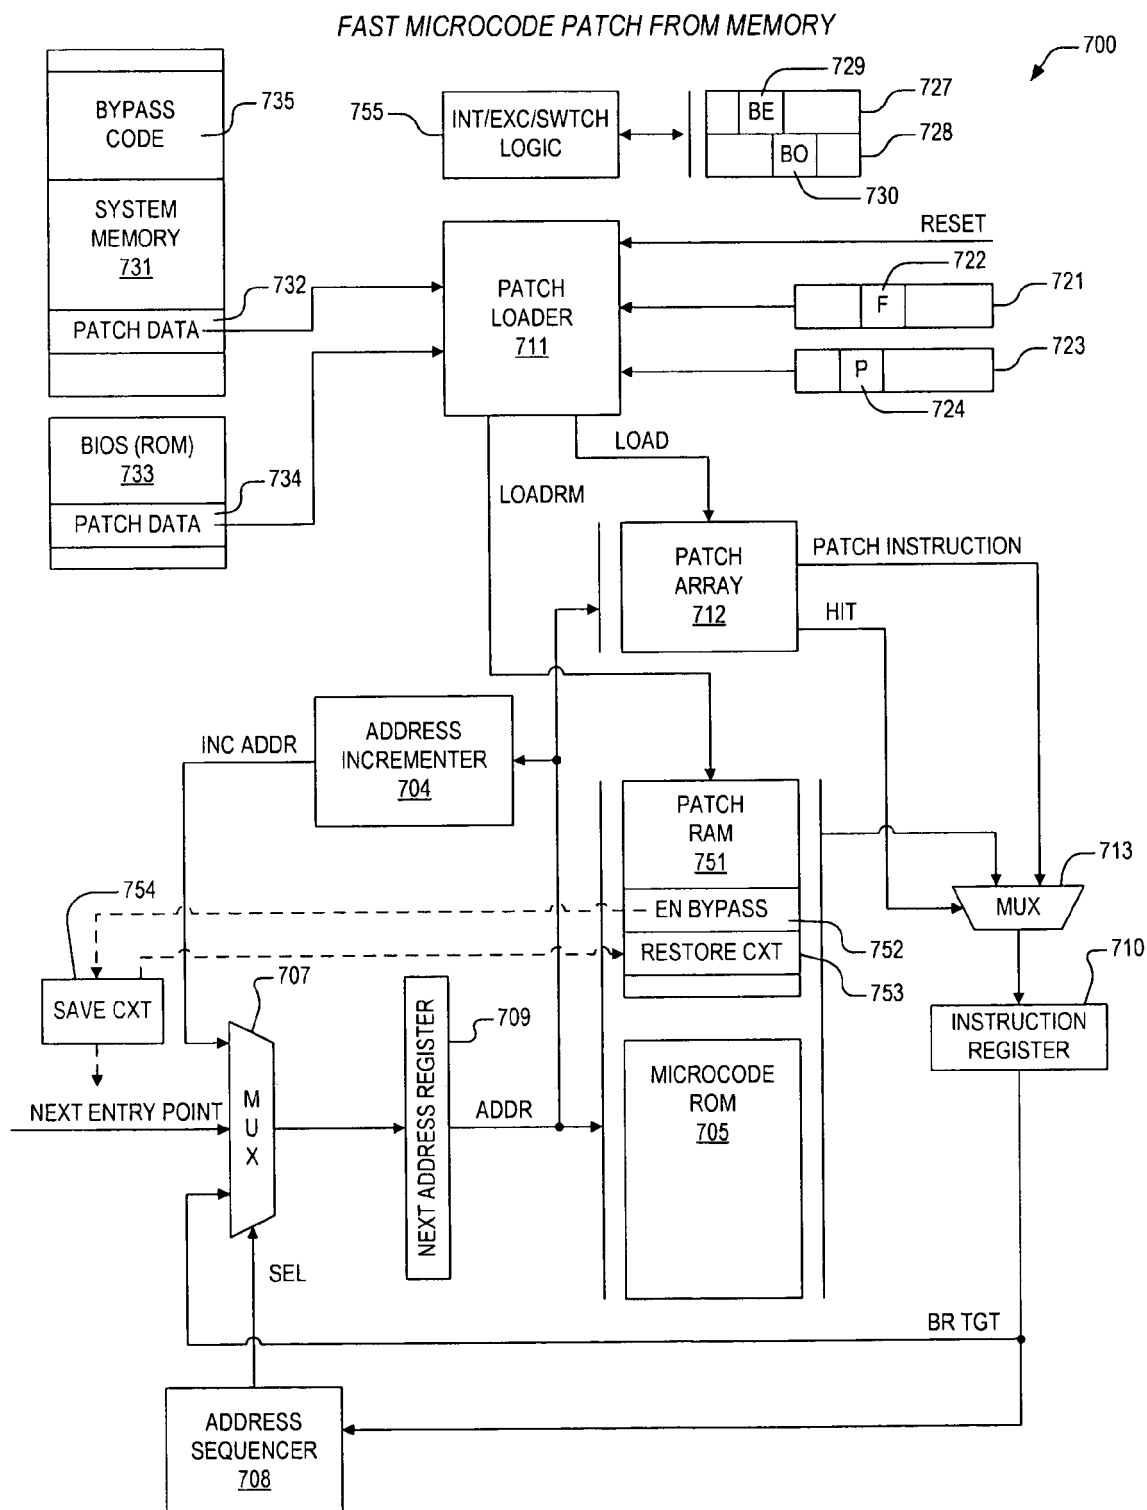 FAST MICROCODE PATCH FROM MEMORY
700
BYPASS
CODE
735
SYSTEM
MEMORY
731
732
PATCH DATA
BIOS (ROM)
733
734
PATCH DATA
755
INT/EXC/SWTCH
LOGIC
729
BE
727
728
BO
730
RESET
PATCH
LOADER
711
722
F
721
P
723
724
LOAD
LOADRM
PATCH
ARRAY
712
PATCH INSTRUCTION
HIT
ADDRESS
INCREMENTER
704
INC ADDR
PATCH
RAM
751
EN BYPASS
752
RESTORE CXT
753
713
MUX
710
INSTRUCTION
REGISTER
754
SAVE CXT
707
MUX
NEXT ENTRY POINT
709
NEXT ADDRESS REGISTER
ADDR
MICROCODE
ROM
705
SEL
BR TGT
ADDRESS
SEQUENCER
708